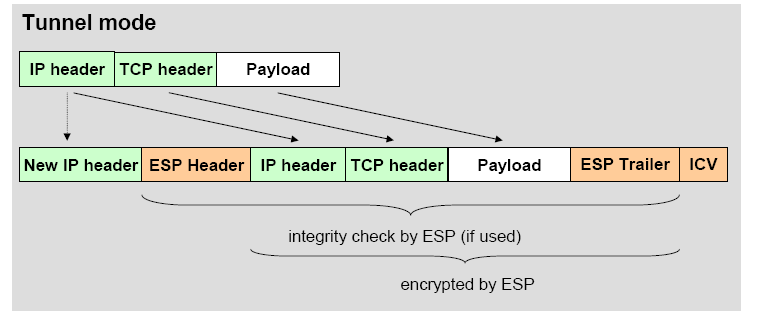 Tunnel mode
IP header TCP header Payload
New IP header ESP Header IP header TCP header Payload ESP Trailer ICV
integrity check by ESP (if used)
encrypted by ESP